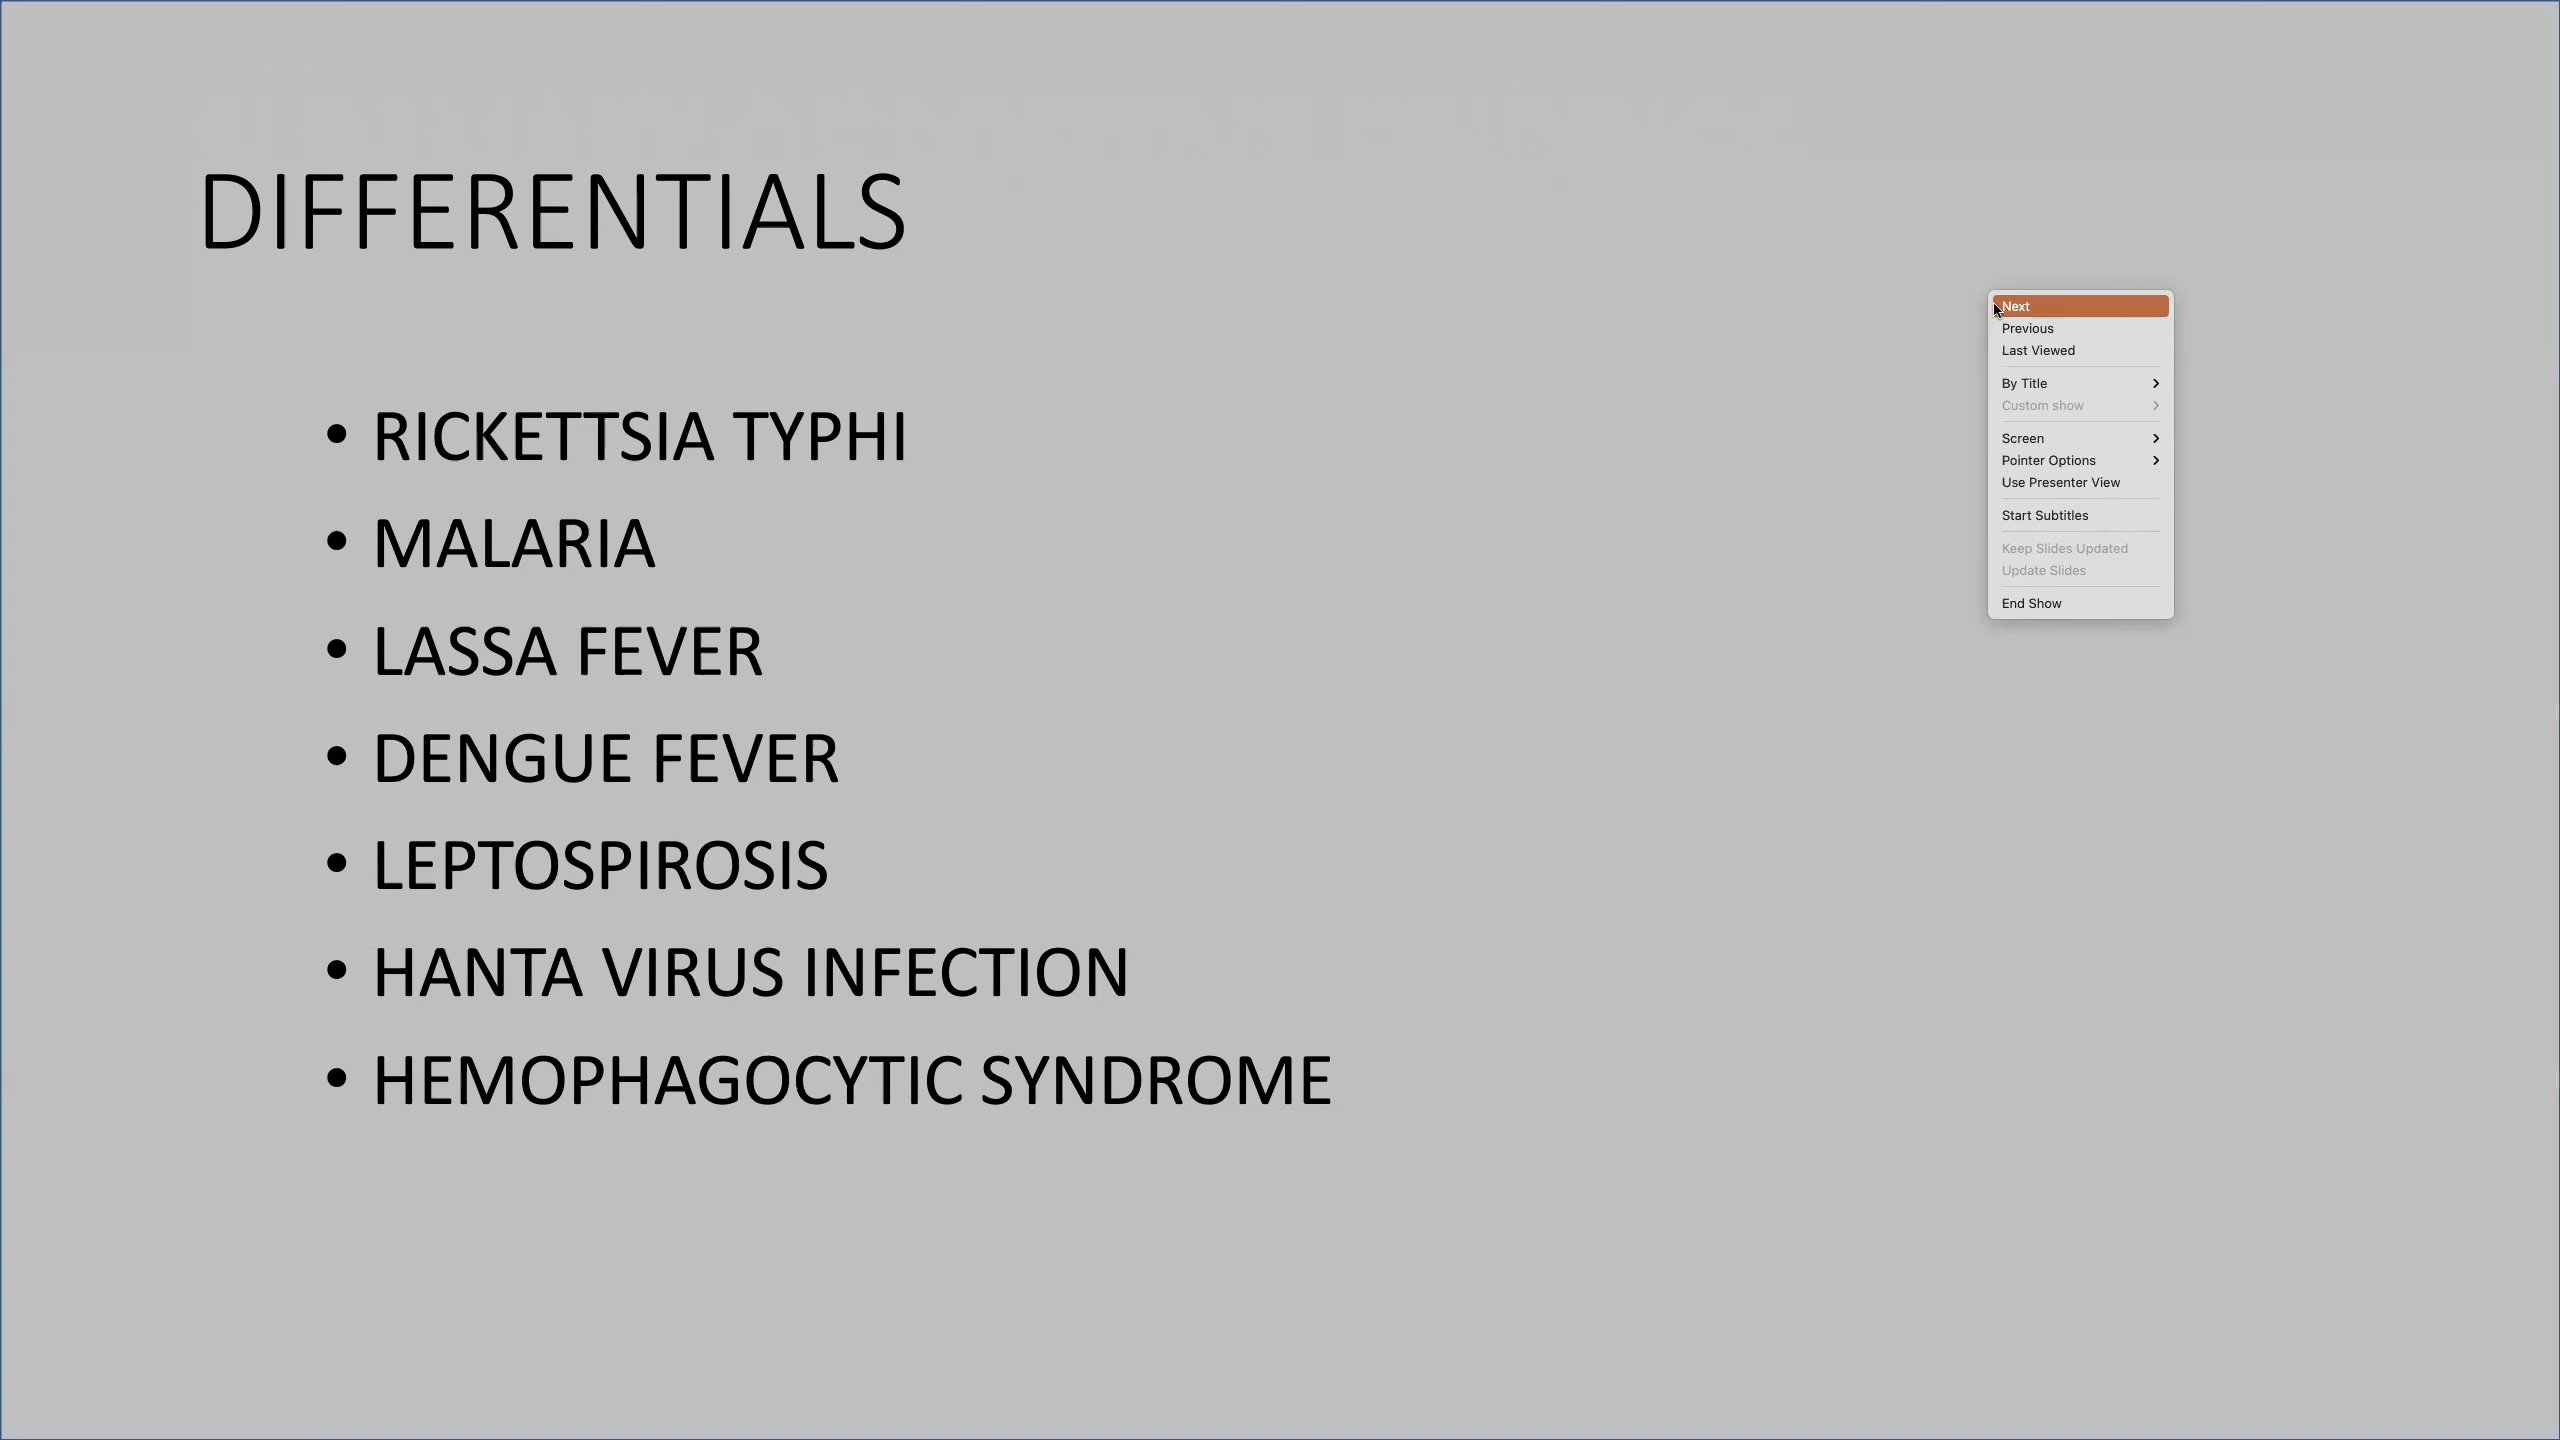 DIFFERENTIALS
• RICKETTSIA TYPHI
• MALARIA
• LASSA FEVER
• DENGUE FEVER
• LEPTOSPIROSIS
• HANTA VIRUS INFECTION
• HEMOPHAGOCYTIC SYNDROME
Next
Previous
Last Viewed
By Title
Custom show
Screen
Pointer Options
Use Presenter View
Start Subtitles
Keep Slides Updated
Update Slides
End Show